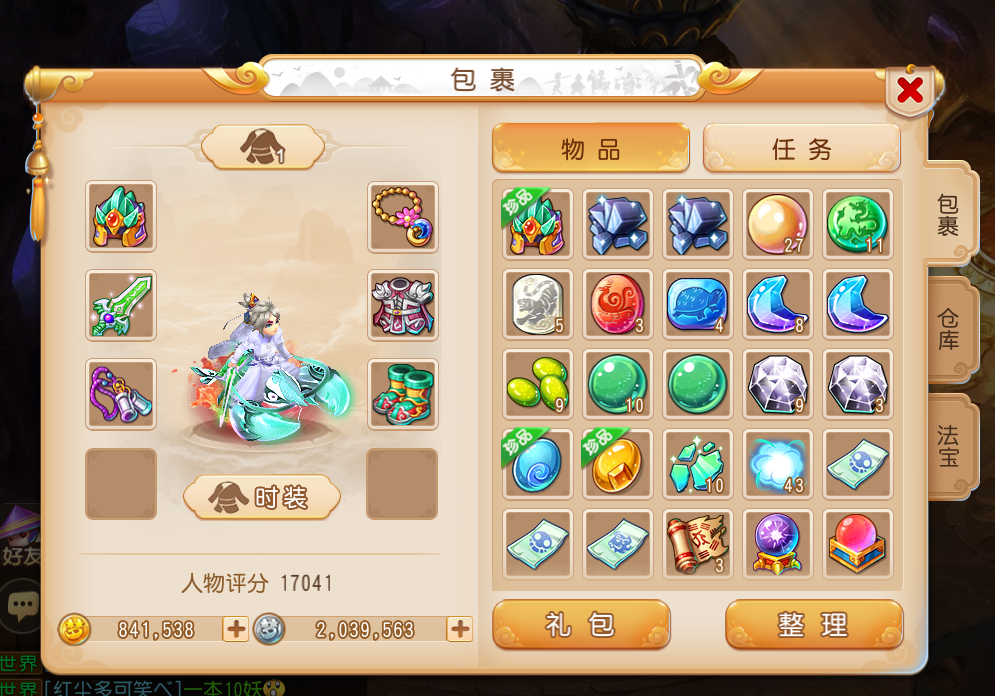 包裹
1
物品
任务
珍品
27
11
5
3
4
8
9
10
9
3
珍品
珍品
10
43
3
包裹
仓库
法宝
时装
人物评分 17041
841,538
2,039,563
礼包
整理
好友
世界
世界 [红尘多可笑べ]一本10妖